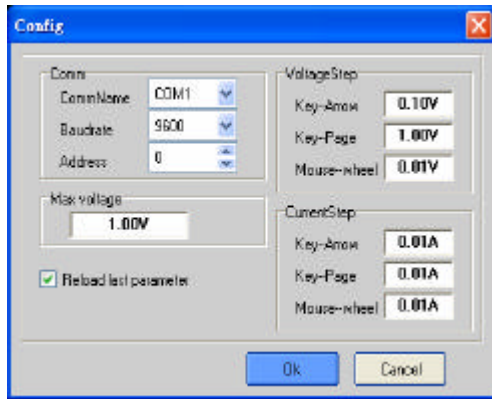 Config
Comm
CommName COM1
Baudrate 9600
Address 0
Max voltage
1.00V
Reload last parameter
VoltageStep
Key-Arrow 0.10V
Key-Page 1.00V
Mouse-wheel 0.01V
CurrentStep
Key-Arrow 0.01A
Key-Page 0.01A
Mouse-wheel 0.01A
Ok
Cancel